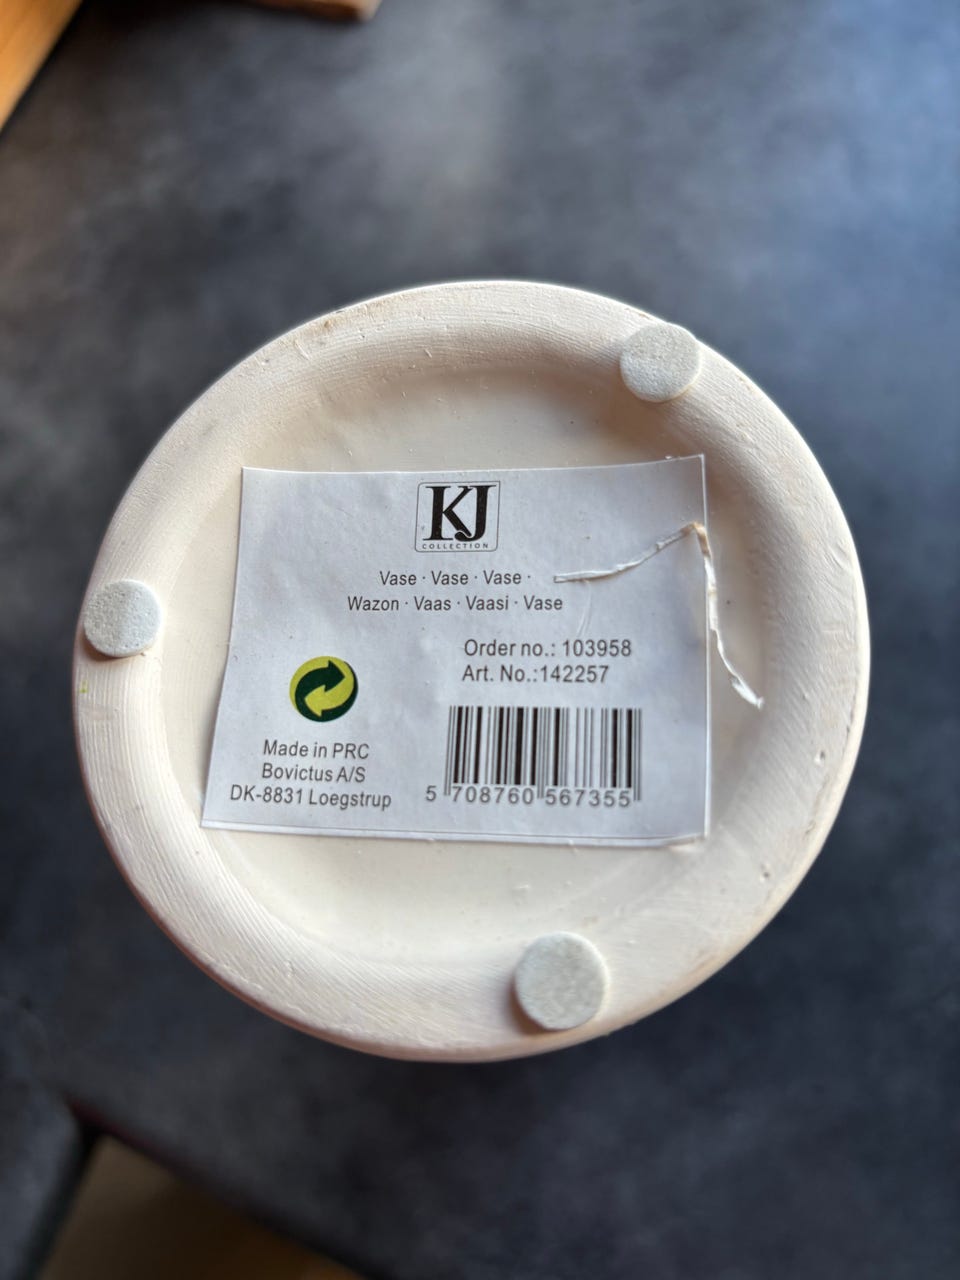 KJ
COLLECTION
Vase · Vase · Vase ·
Wazon · Vaas · Vaasi · Vase
Order no.: 103958
Art. No.:142257
Made in PRC
Bovictus A/S
DK-8831 Loegstrup
5 708760 567355